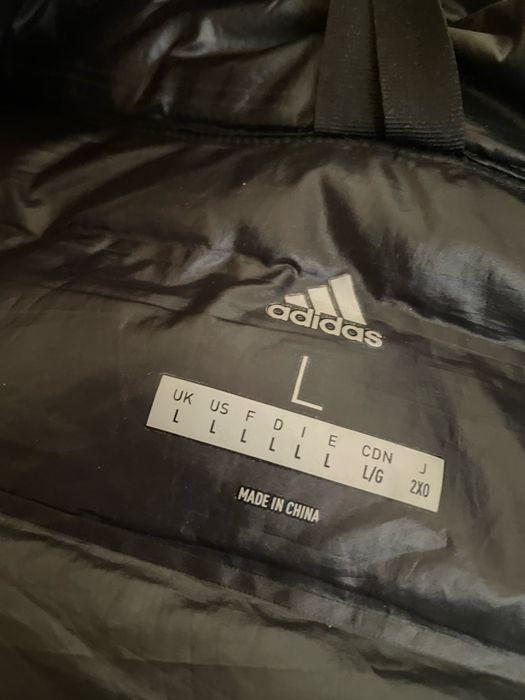 adidas
L
UK US F D I E CDN J
L L L L L L L/G 2XO
MADE IN CHINA